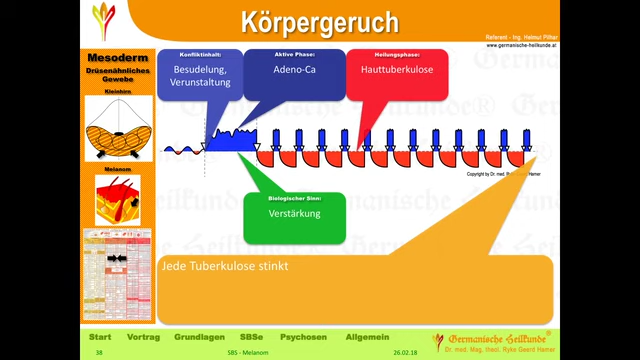 Körpergeruch
Referent - Ing. Helmut Pilhar
www.germanische-heilkunde.at
Mesoderm
Drüsenähnliches
Gewebe
Kleinhirn
Melanom
Konfliktinhalt:
Besudelung,
Verunstaltung
Aktive Phase:
Adeno-Ca
Heilungsphase:
Hauttuberkulose
Biologischer Sinn:
Verstärkung
Jede Tuberkulose stinkt
Start Vortrag Grundlagen SBSe Psychosen Allgemein
38 SBS - Melanom 26.02.18
Germanische Heilkunde®
Dr. med. Mag. theol. Ryke Geerd Hamer